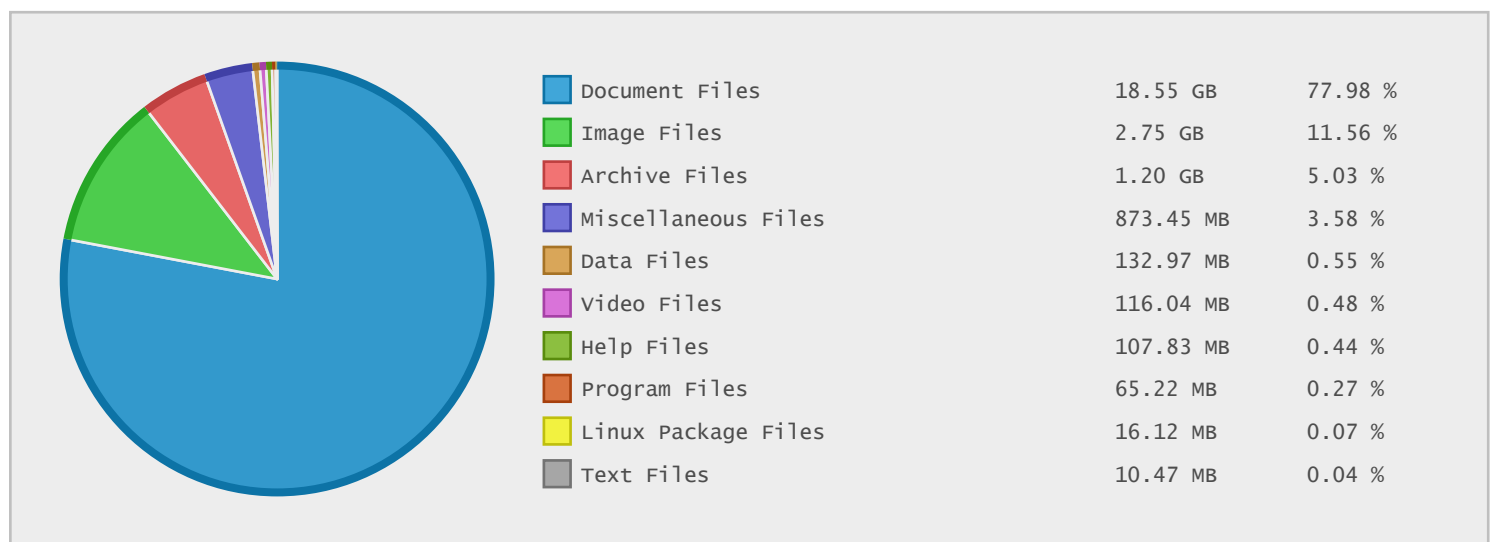 Document Files 18.55 GB 77.98 %
Image Files 2.75 GB 11.56 %
Archive Files 1.20 GB 5.03 %
Miscellaneous Files 873.45 MB 3.58 %
Data Files 132.97 MB 0.55 %
Video Files 116.04 MB 0.48 %
Help Files 107.83 MB 0.44 %
Program Files 65.22 MB 0.27 %
Linux Package Files 16.12 MB 0.07 %
Text Files 10.47 MB 0.04 %